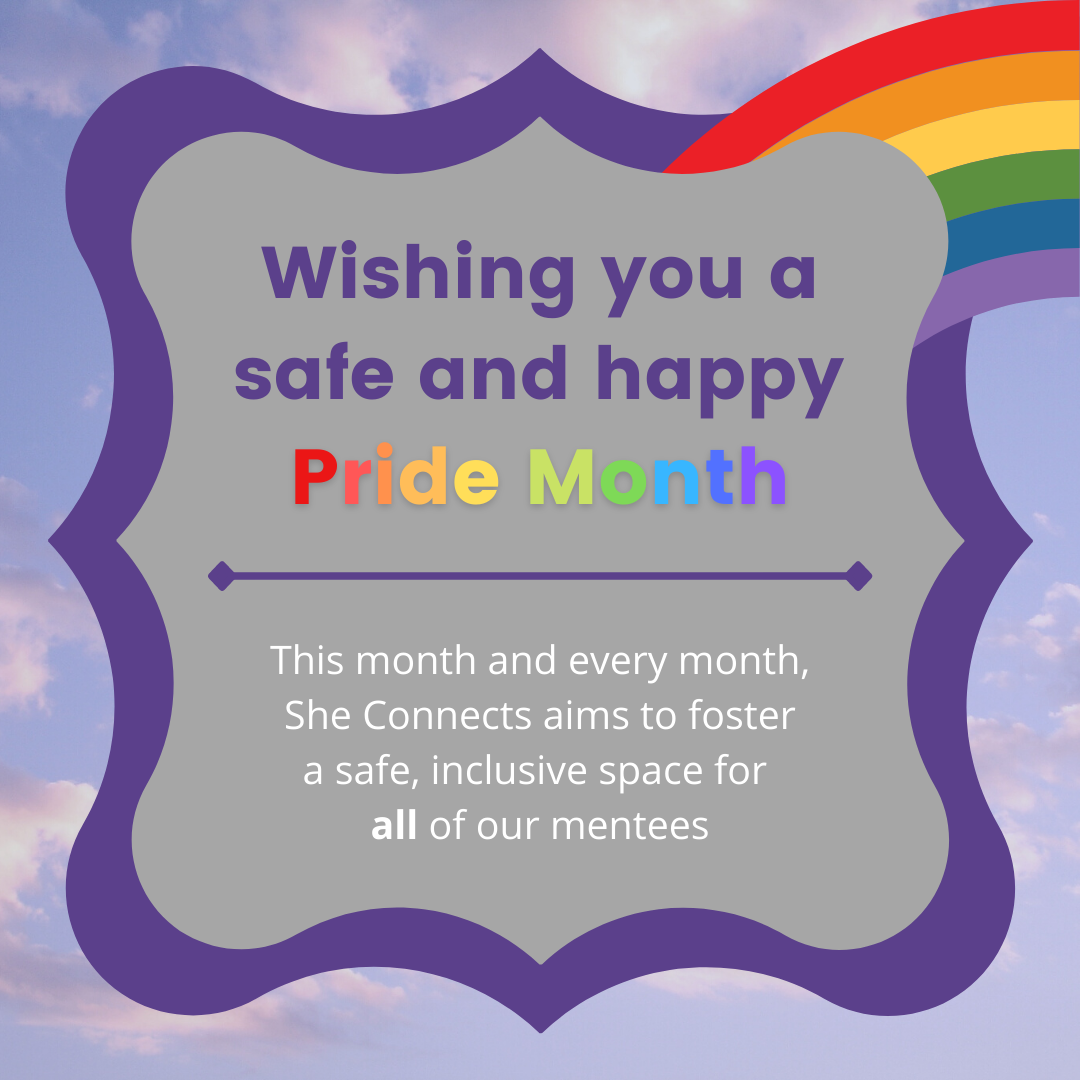 Wishing you a
safe and happy
Pride Month
This month and every month,
She Connects aims to foster
a safe, inclusive space for
all of our mentees